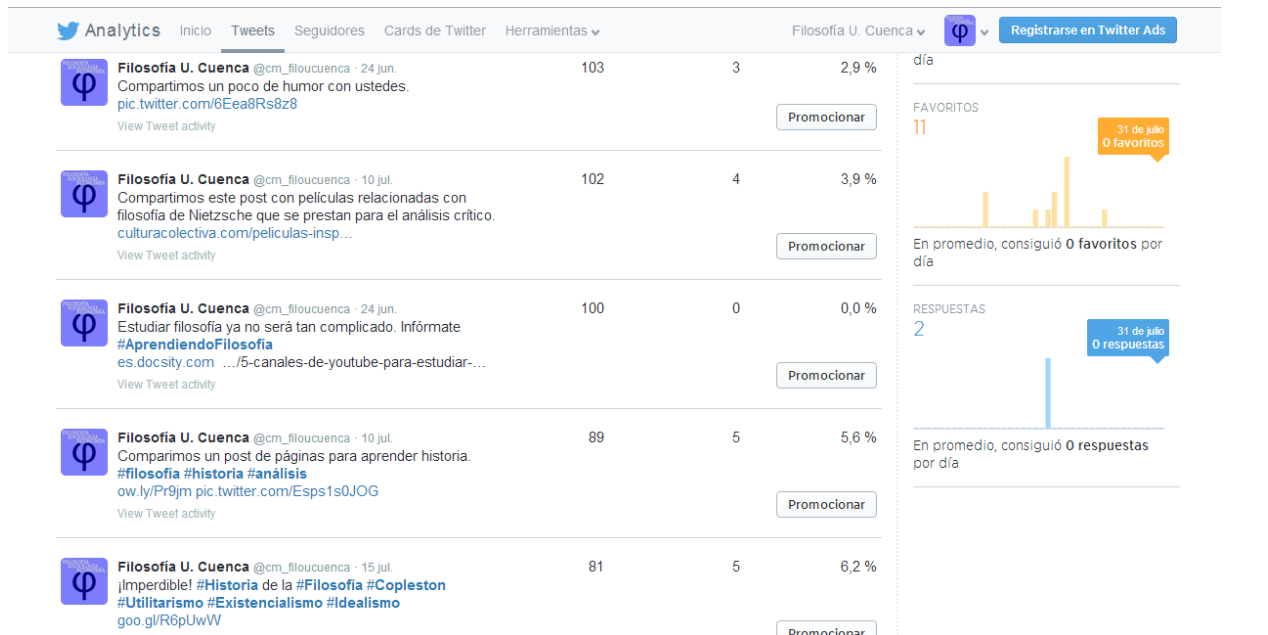 Analytics Inicio Tweets Seguidores Cards de Twitter Herramientas Filosofía U. Cuenca φ Registrarse en Twitter Ads
Filosofía U. Cuenca @cm_filoucuenca · 24 jun. 103 3 2,9 %
Compartimos un poco de humor con ustedes.
pic.twitter.com/6Eea8Rs8z8
Promocionar
View Tweet activity
Filosofía U. Cuenca @cm_filoucuenca · 10 jul. 102 4 3,9 %
Compartimos este post con películas relacionadas con
filosofía de Nietzsche que se prestan para el análisis crítico.
culturacolectiva.com/peliculas-insp…
Promocionar
View Tweet activity
Filosofía U. Cuenca @cm_filoucuenca · 24 jun. 100 0 0,0 %
Estudiar filosofía ya no será tan complicado. Infórmate
#AprendiendoFilosofía
es.docsity.com …/5-canales-de-youtube-para-estudiar-…
Promocionar
View Tweet activity
Filosofía U. Cuenca @cm_filoucuenca · 10 jul. 89 5 5,6 %
Comparimos un post de páginas para aprender historia.
#filosofía #historia #análisis
ow.ly/Pr9jm pic.twitter.com/Esps1s0JOG
Promocionar
View Tweet activity
Filosofía U. Cuenca @cm_filoucuenca · 15 jul. 81 5 6,2 %
¡Imperdible! #Historia de la #Filosofía #Copleston
#Utilitarismo #Existencialismo #Idealismo
goo.gl/R6pUwW
Promocionar
día
FAVORITOS
11
31 de julio
0 favoritos
En promedio, consiguió 0 favoritos por
día
RESPUESTAS
2
31 de julio
0 respuestas
En promedio, consiguió 0 respuestas
por día